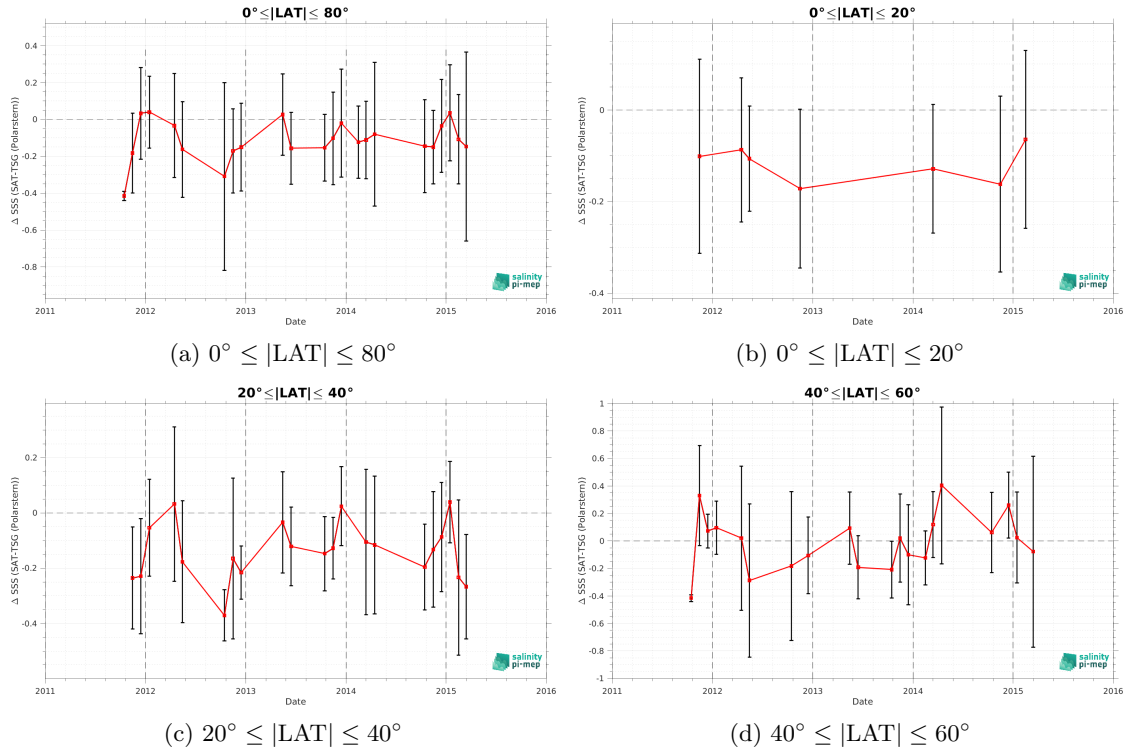 0°≤|LAT|≤ 80°
Δ SSS (SAT-TSG (Polarstern))
0.4
0.2
0
-0.2
-0.4
-0.6
-0.8
2011 2012 2013 2014 2015 2016
Date
salinity
pi-mep
(a) 0° ≤ |LAT| ≤ 80°
0°≤|LAT|≤ 20°
Δ SSS (SAT-TSG (Polarstern))
0
-0.2
-0.4
2011 2012 2013 2014 2015 2016
Date
salinity
pi-mep
(b) 0° ≤ |LAT| ≤ 20°
20°≤|LAT|≤ 40°
Δ SSS (SAT-TSG (Polarstern))
0.2
0
-0.2
-0.4
2011 2012 2013 2014 2015 2016
Date
salinity
pi-mep
(c) 20° ≤ |LAT| ≤ 40°
40°≤|LAT|≤ 60°
Δ SSS (SAT-TSG (Polarstern))
1
0.8
0.6
0.4
0.2
0
-0.2
-0.4
-0.6
-0.8
-1
2011 2012 2013 2014 2015 2016
Date
salinity
pi-mep
(d) 40° ≤ |LAT| ≤ 60°